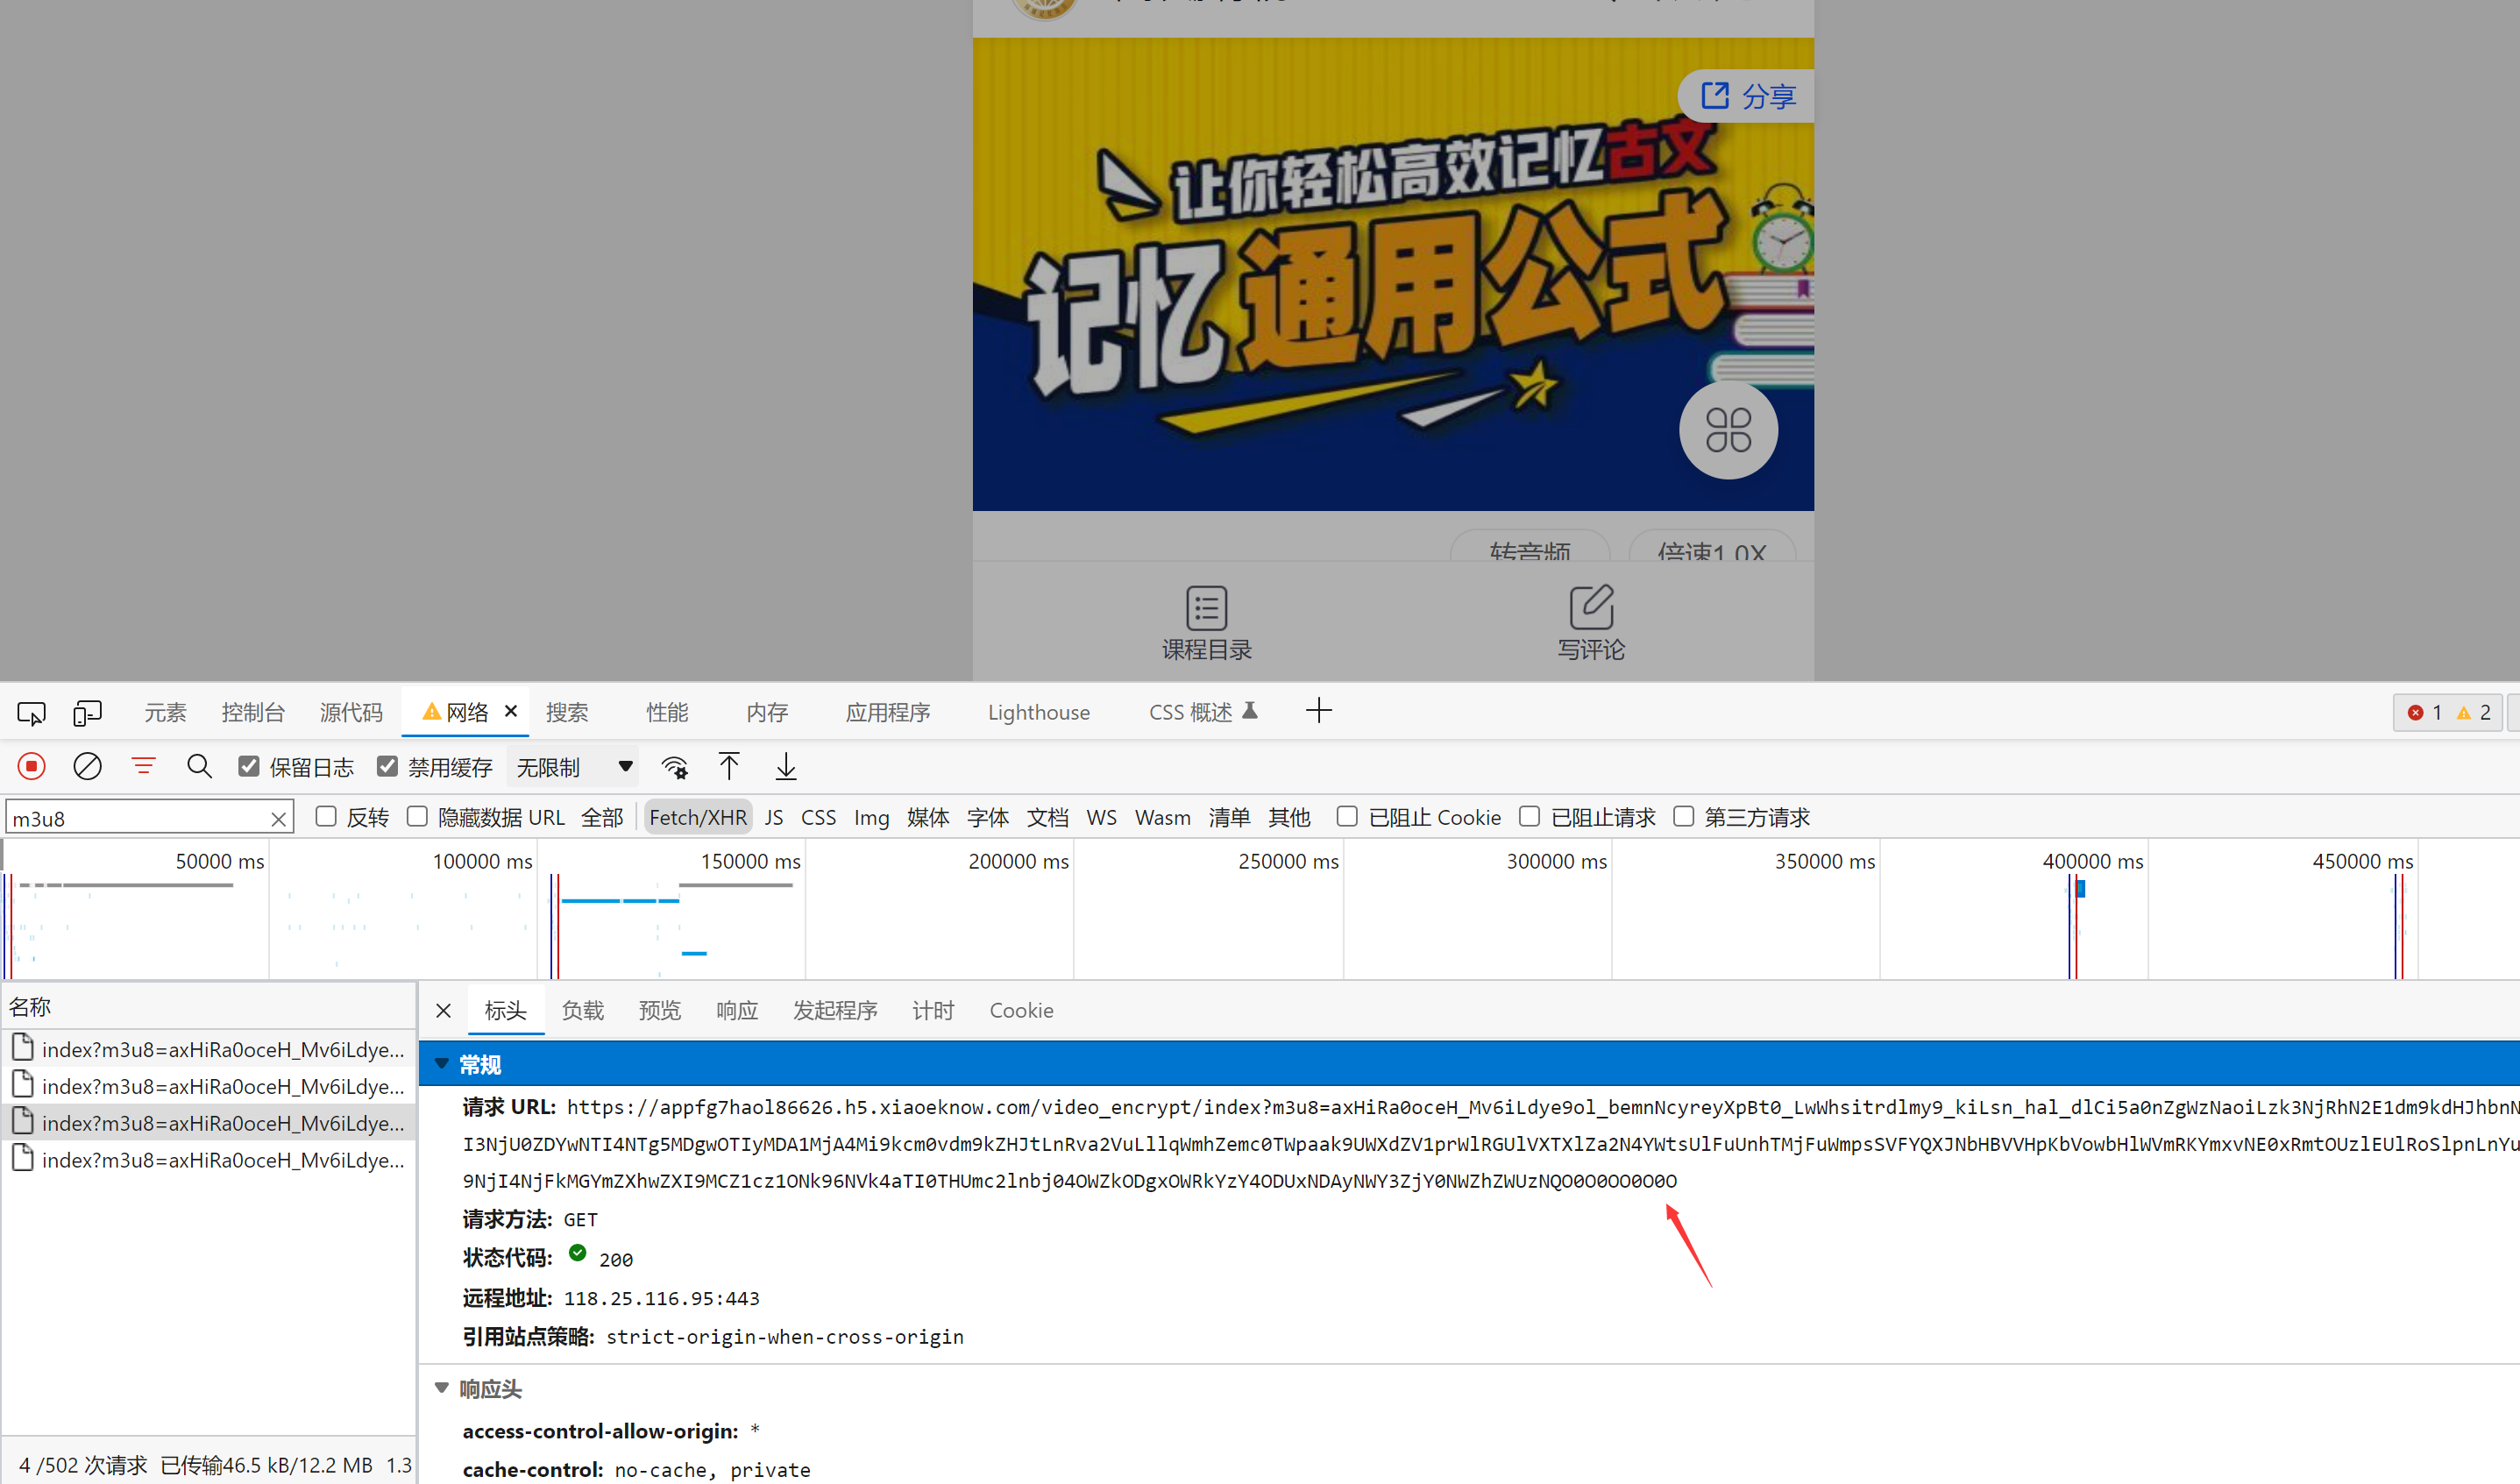 分享
让你轻松高效记忆古文
记忆通用公式
转音频 倍速1.0X
课程目录 写评论
元素 控制台 源代码 网络 搜索 性能 内存 应用程序 Lighthouse CSS 概述 1 2
保留日志 禁用缓存 无限制
m3u8 反转 隐藏数据 URL 全部 Fetch/XHR JS CSS Img 媒体 字体 文档 WS Wasm 清单 其他 已阻止 Cookie 已阻止请求 第三方请求
50000 ms 100000 ms 150000 ms 200000 ms 250000 ms 300000 ms 350000 ms 400000 ms 450000 ms
名称 标头 负载 预览 响应 发起程序 计时 Cookie
index?m3u8=axHiRa0oceH_Mv6iLdye...
index?m3u8=axHiRa0oceH_Mv6iLdye...
index?m3u8=axHiRa0oceH_Mv6iLdye...
index?m3u8=axHiRa0oceH_Mv6iLdye...
常规
请求 URL: https://appfg7haol86626.h5.xiaoeknow.com/video_encrypt/index?m3u8=axHiRa0oceH_Mv6iLdye9ol_bemnNcyreyXpBt0_LwWhsitrdlmy9_kiLsn_hal_dlCi5a0nZgWzNaoiLzk3NjRhN2E1dm9kdHJhbnN
I3NjU0ZDYwNTI4NTg5MDgwOTIyMDA1MjA4Mi9kcm0vdm9kZHJtLnRva2VuLllqWmhZemc0TWpaak9UWXdZV1prWlRGUlVXTXlZa2N4YWtsUlFuUnhTMjFuWmpsSSVFYQXJNbHBVVHpKbVowbHlWVmRKYmxvNE0xRmtOUzlEUlRoSlpnLnYu
9NjI4NjFkMGYmZXhwZXI9MCZ1cz1ONk96NVk4aTI0THUmc2lnbj04OWZkODgxOWRkYzY4ODUxNDAyNWY3ZjY0NWZhZWUzNQO0O0OO0O0O
请求方法: GET
状态代码: 200
远程地址: 118.25.116.95:443
引用站点策略: strict-origin-when-cross-origin
响应头
access-control-allow-origin: *
cache-control: no-cache, private
4 /502 次请求 已传输46.5 kB/12.2 MB 1.3